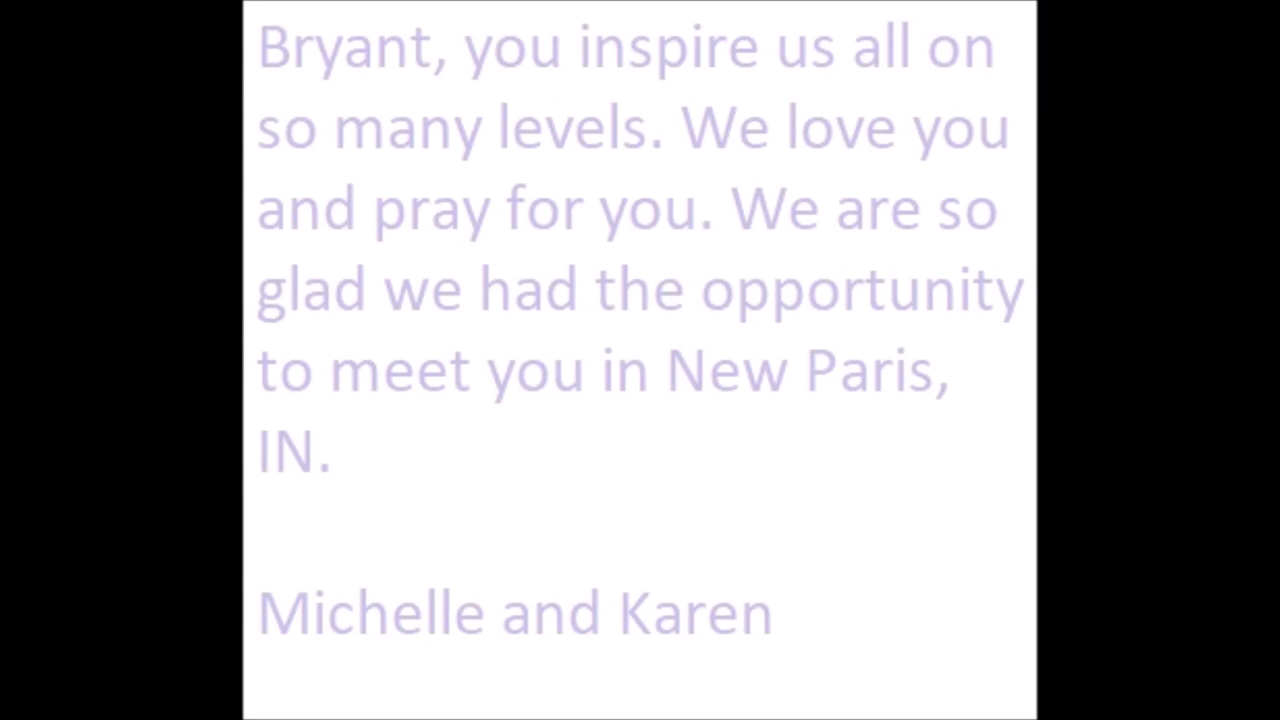 Bryant, you inspire us all on
so many levels. We love you
and pray for you. We are so
glad we had the opportunity
to meet you in New Paris,
IN.
Michelle and Karen